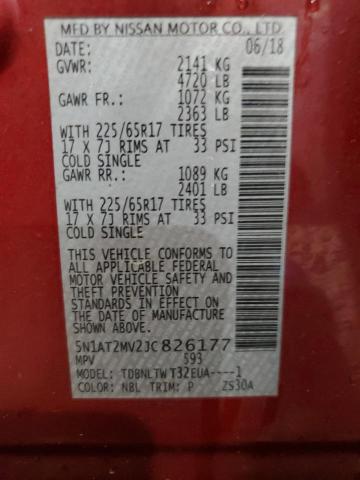 MFD BY NISSAN MOTOR CO., LTD.
DATE: 06/18
GVWR: 2141 KG
4720 LB
GAWR FR.: 1072 KG
2363 LB
WITH 225/65R17 TIRES
17 X 7J RIMS AT 33 PSI
COLD SINGLE
GAWR RR.: 1089 KG
2401 LB
WITH 225/65R17 TIRES
17 X 7J RIMS AT 33 PSI
COLD SINGLE
THIS VEHICLE CONFORMS TO
ALL APPLICABLE FEDERAL
MOTOR VEHICLE SAFETY AND
AND THEFT PREVENTION
STANDARDS IN EFFECT ON THE
DATE OF MANUFACTURE SHOWN
ABOVE.
5N1AT2MV2JC826177
MPV 593
MODEL: TDBNLTW T32EUA----1
COLOR: NBL TRIM: P ZS30A